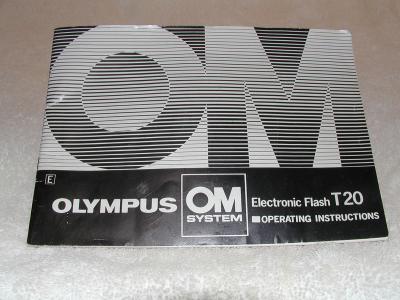 OM
E
OLYMPUS
OM
SYSTEM
Electronic Flash T20
■OPERATING INSTRUCTIONS